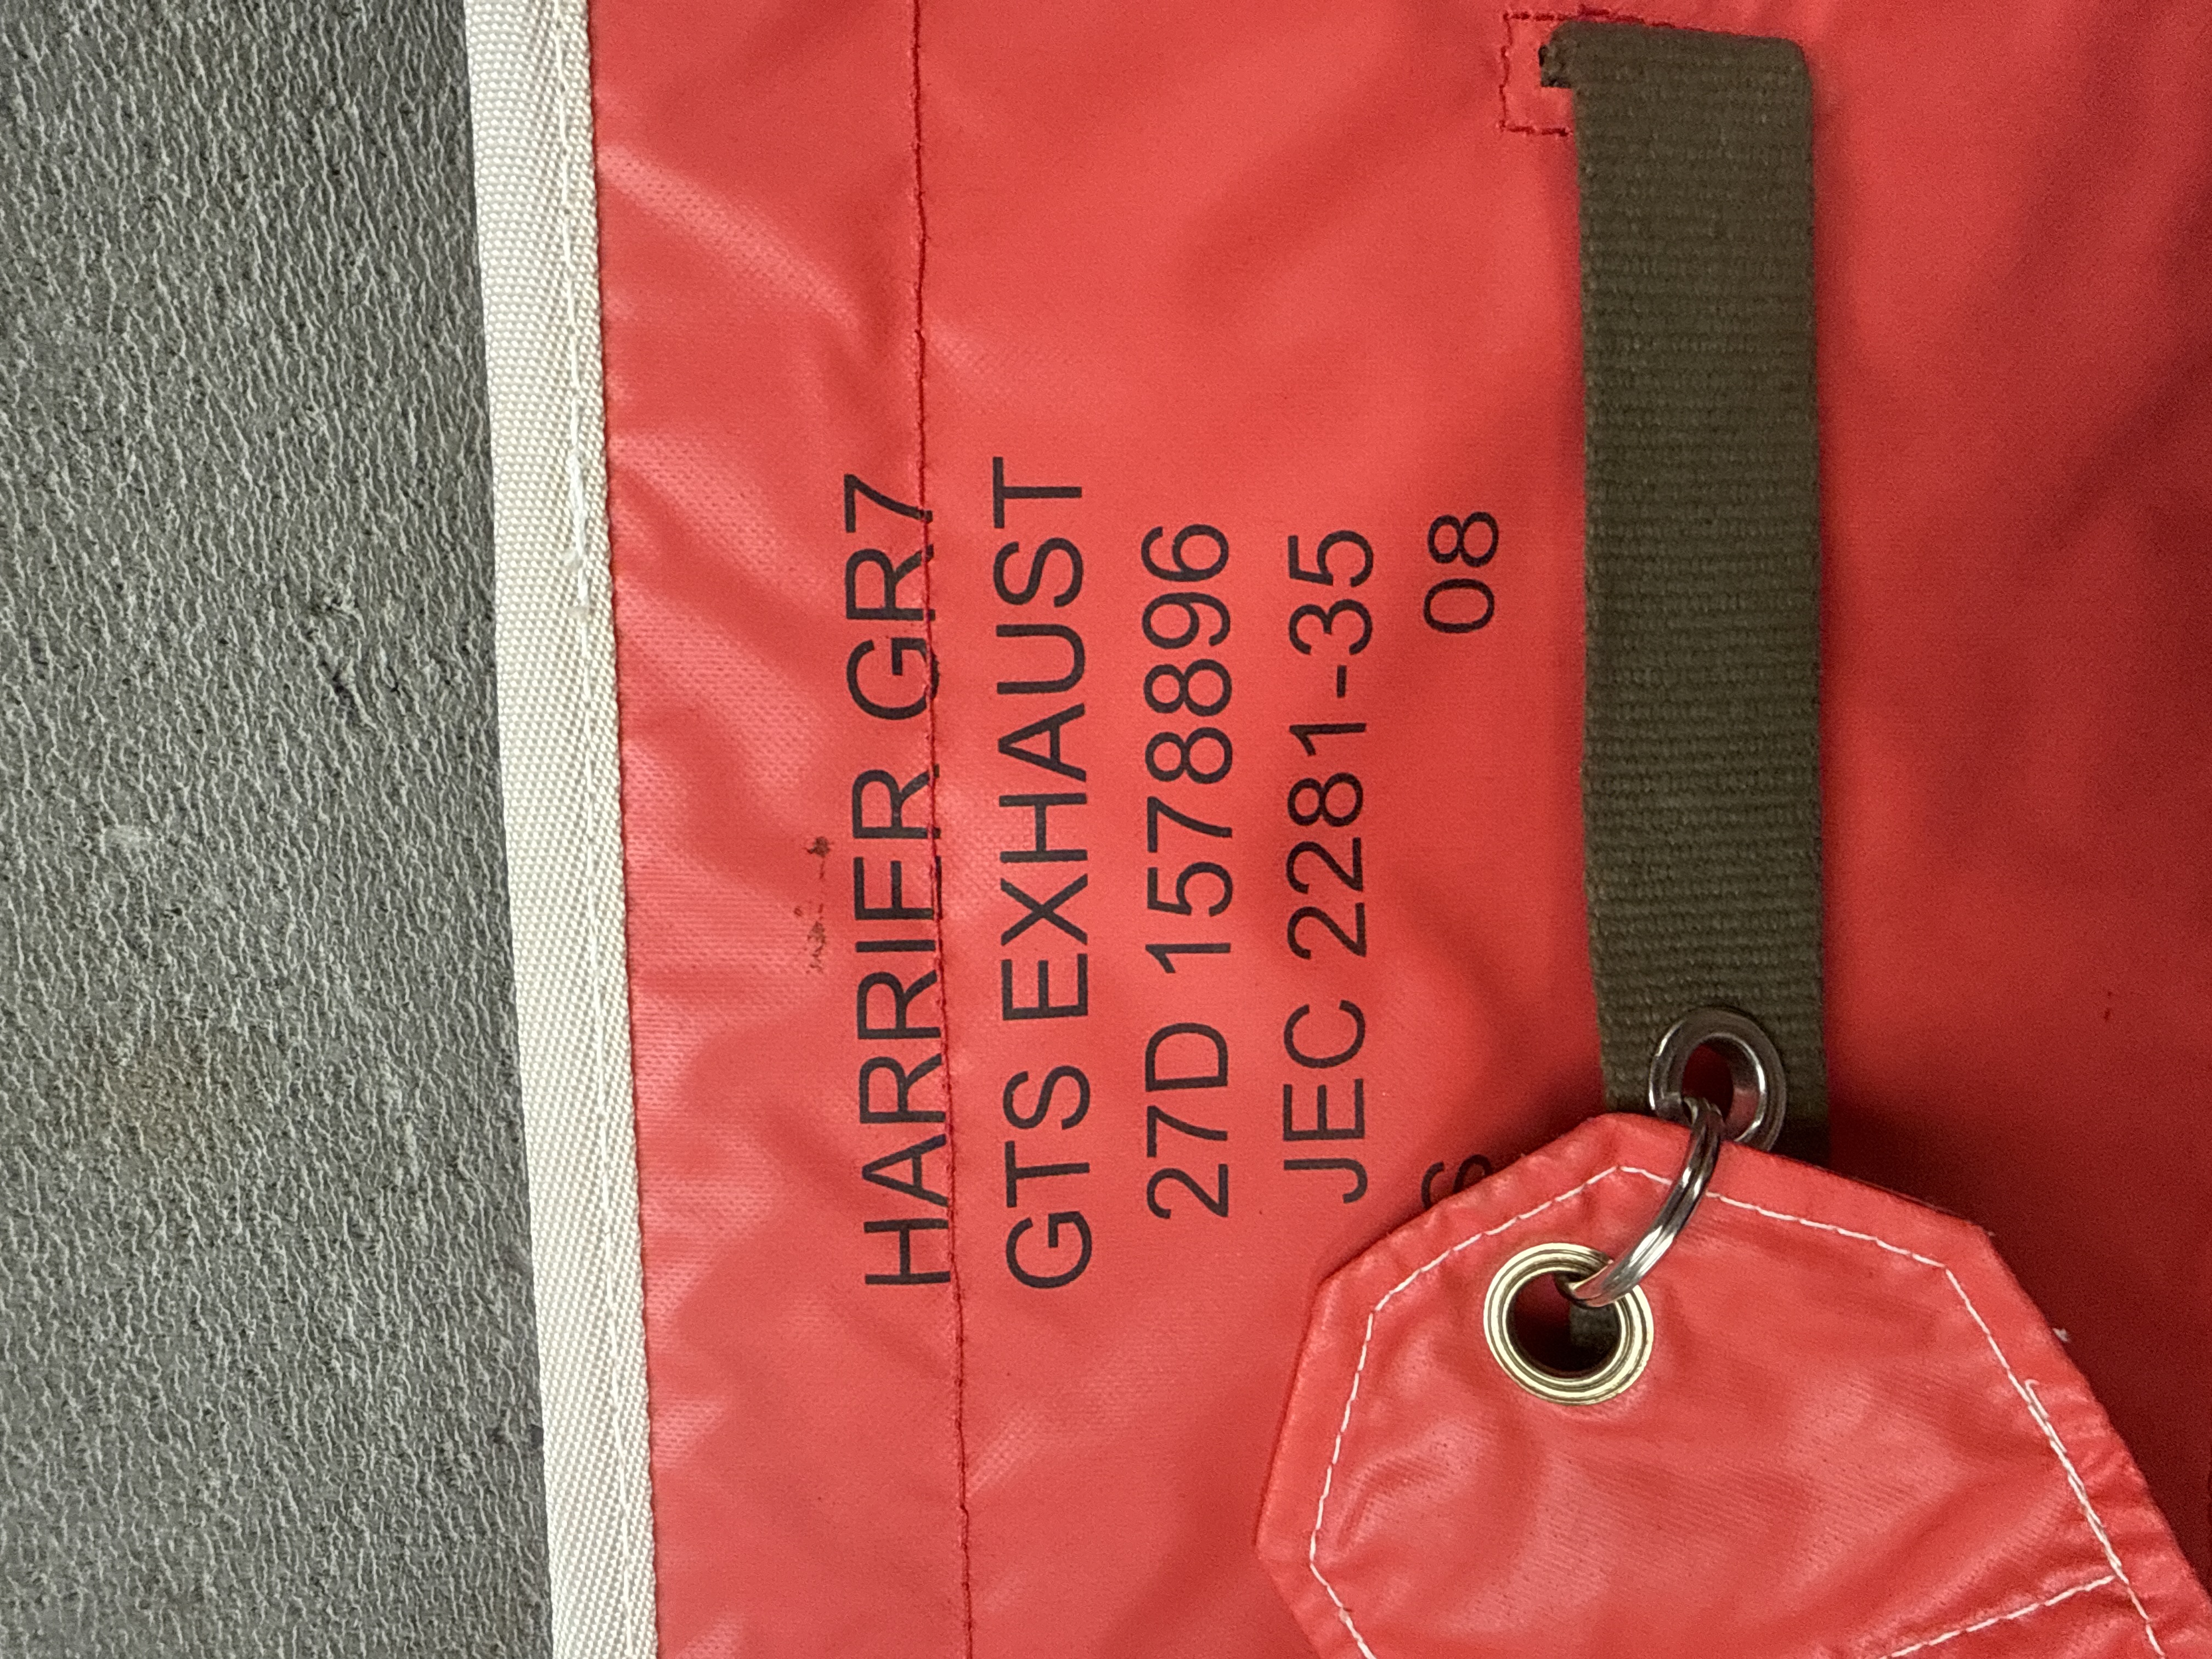 HARRIER GR7
GTS EXHAUST
27D 1578896
JEC 2281-35
08